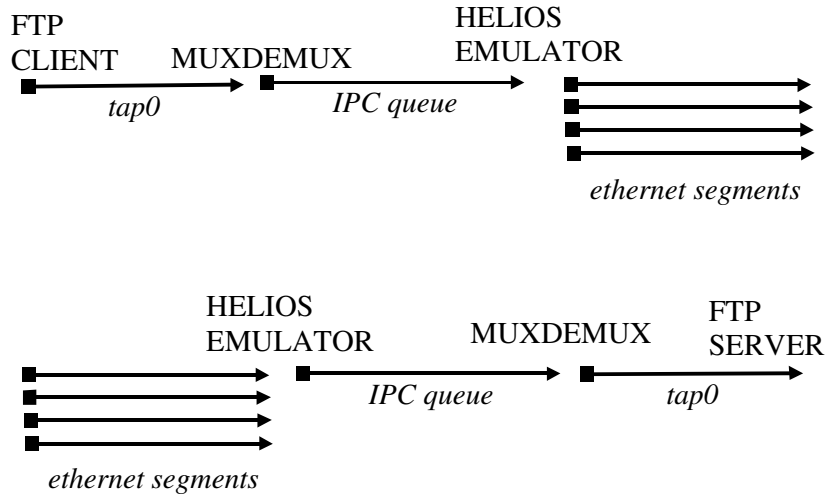 FTP
CLIENT
MUXDEMUX
HELIOS
EMULATOR
tap0
IPC queue
ethernet segments
HELIOS
EMULATOR
MUXDEMUX
FTP
SERVER
IPC queue
tap0
ethernet segments